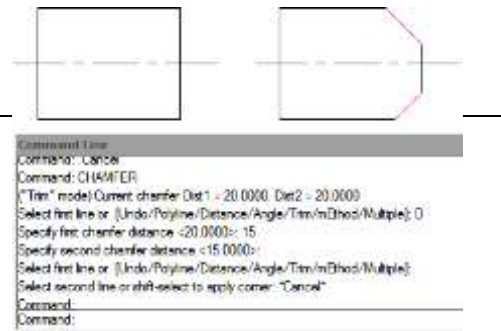 Command Line
Command: *Cancel*
Command: CHAMFER
("Trim" mode) Current chamfer Dist1 = 20.0000, Dist2 = 20.0000
Select first line or [Undo/Polyline/Distance/Angle/Trim/mEthod/Multiple]: D
Specify first chamfer distance <20.0000>: 15
Specify second chamfer distance <15.0000>:
Select first line or [Undo/Polyline/Distance/Angle/Trim/mEthod/Multiple]:
Select second line or shift-select to apply corner: *Cancel*
Command:
Command: